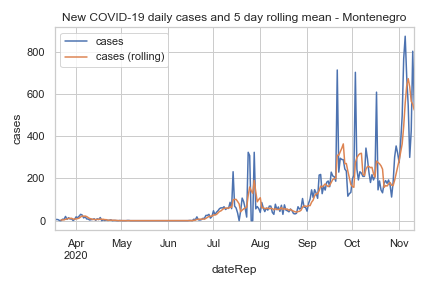 New COVID-19 daily cases and 5 day rolling mean - Montenegro
cases
cases (rolling)
800
600
400
200
0
cases
Apr
2020
May
Jun
Jul
Aug
Sep
Oct
Nov
dateRep